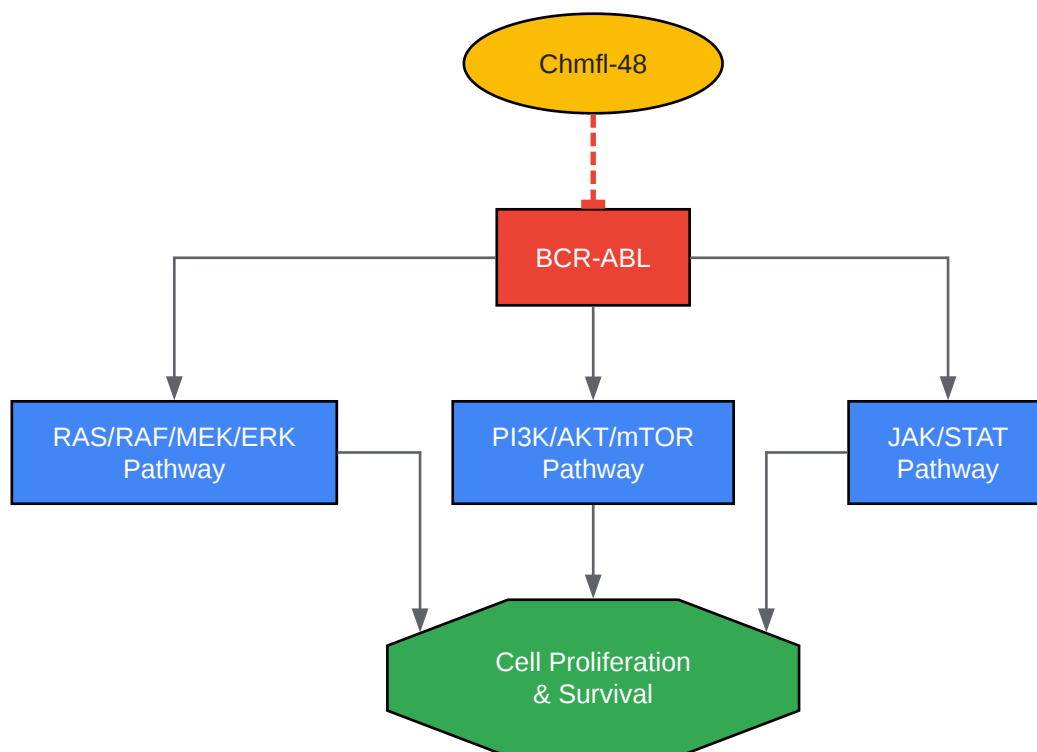 Chmfl-48
BCR-ABL
RAS/RAF/MEK/ERK
Pathway
PI3K/AKT/mTOR
Pathway
JAK/STAT
Pathway
Cell Proliferation
& Survival